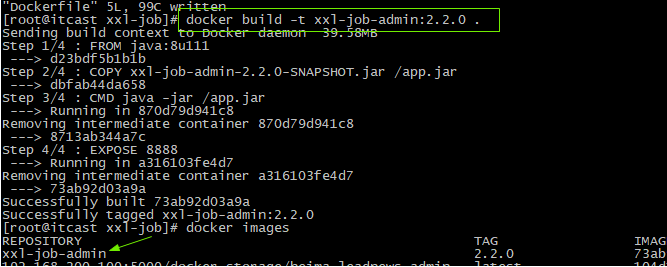 "Dockerfile" 5L, 99C written
[root@itcast xxl-job]# docker build -t xxl-job-admin:2.2.0 .
Sending build context to Docker daemon  39.58MB
Step 1/4 : FROM java:8u111
 ---> d23bdf5b1b1b
Step 2/4 : COPY xxl-job-admin-2.2.0-SNAPSHOT.jar /app.jar
 ---> dbfab44da658
Step 3/4 : CMD java -jar /app.jar
 ---> Running in 870d79d941c8
Removing intermediate container 870d79d941c8
 ---> 8713ab344a7c
Step 4/4 : EXPOSE 8888
 ---> Running in a316103fe4d7
Removing intermediate container a316103fe4d7
 ---> 73ab92d03a9a
Successfully built 73ab92d03a9a
Successfully tagged xxl-job-admin:2.2.0
[root@itcast xxl-job]# docker images
REPOSITORY TAG IMAG
xxl-job-admin 2.2.0 73ab